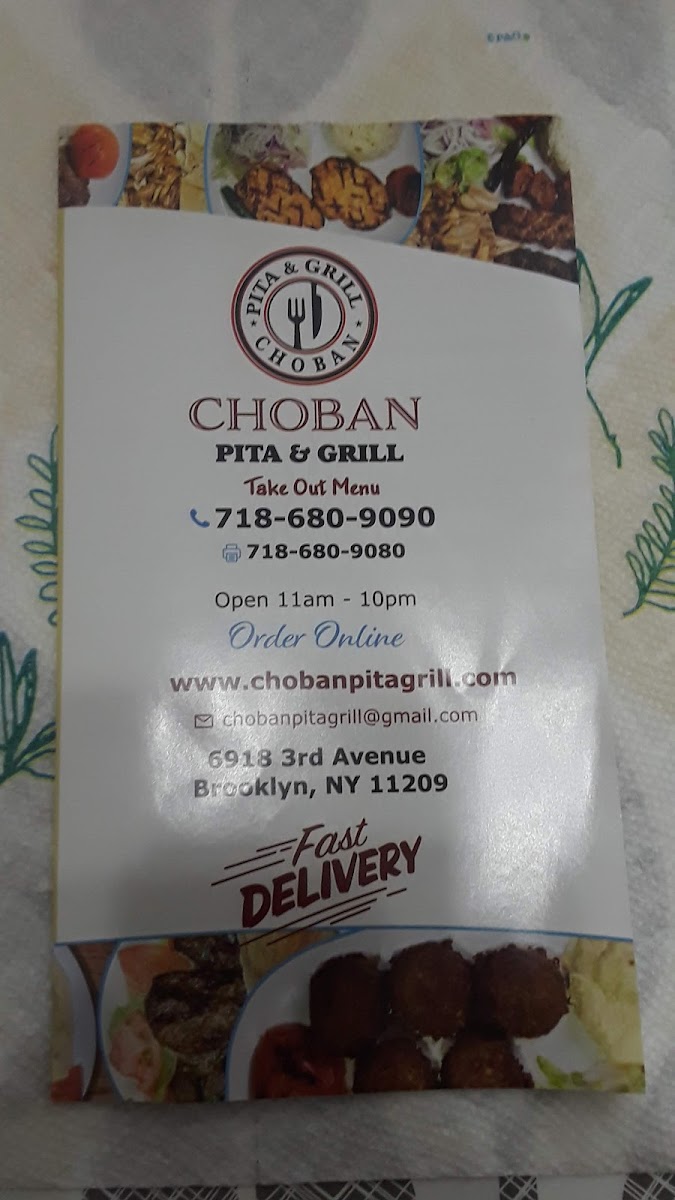 PITA & GRILL
CHOBAN
CHOBAN
PITA & GRILL
Take Out Menu
718-680-9090
718-680-9080
Open 11am - 10pm
Order Online
www.chobanpitagrill.com
chobanpitagrill@gmail.com
6918 3rd Avenue
Brooklyn, NY 11209
Fast
DELIVERY